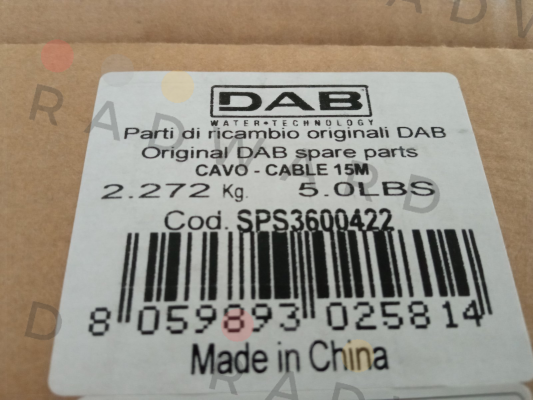 DAB
WATER•TECHNOLOGY
Parti di ricambio originali DAB
Original DAB spare parts
CAVO - CABLE 15M
2.272 Kg. 5.0LBS
Cod. SPS3600422
8 059893 025814
Made in China
RADWARD